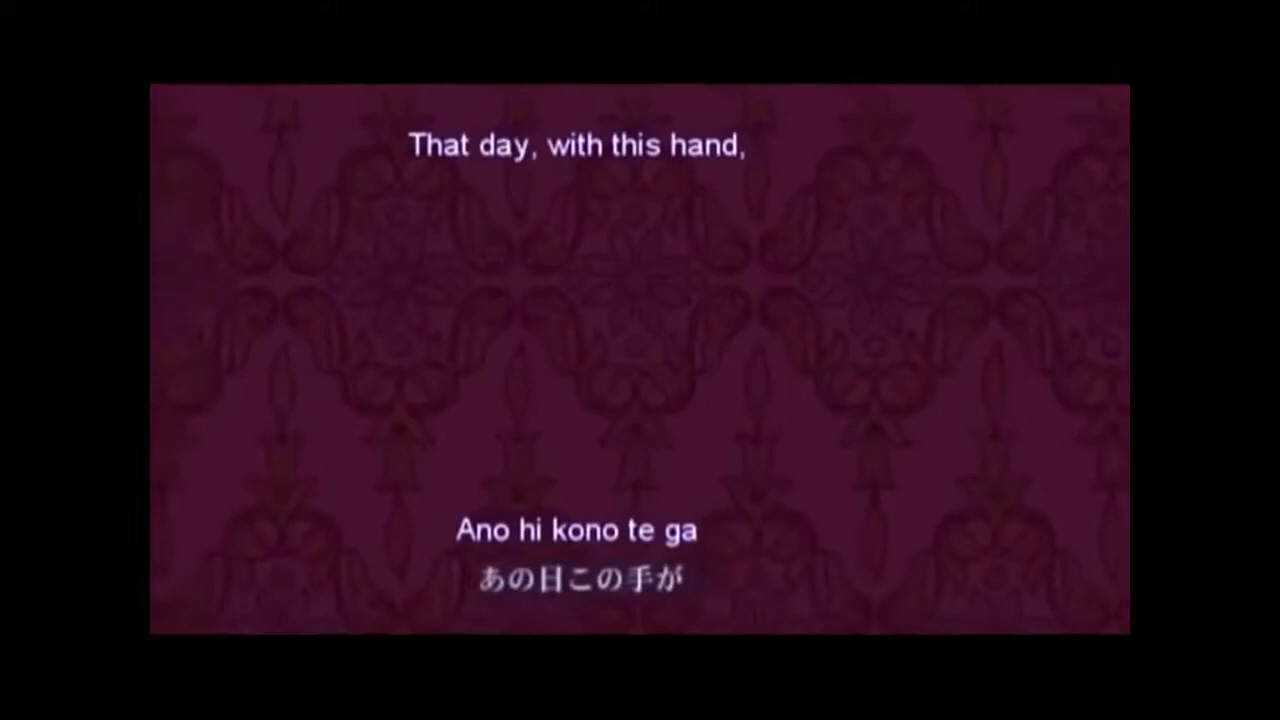 That day, with this hand,
Ano hi kono te ga
あの日この手が